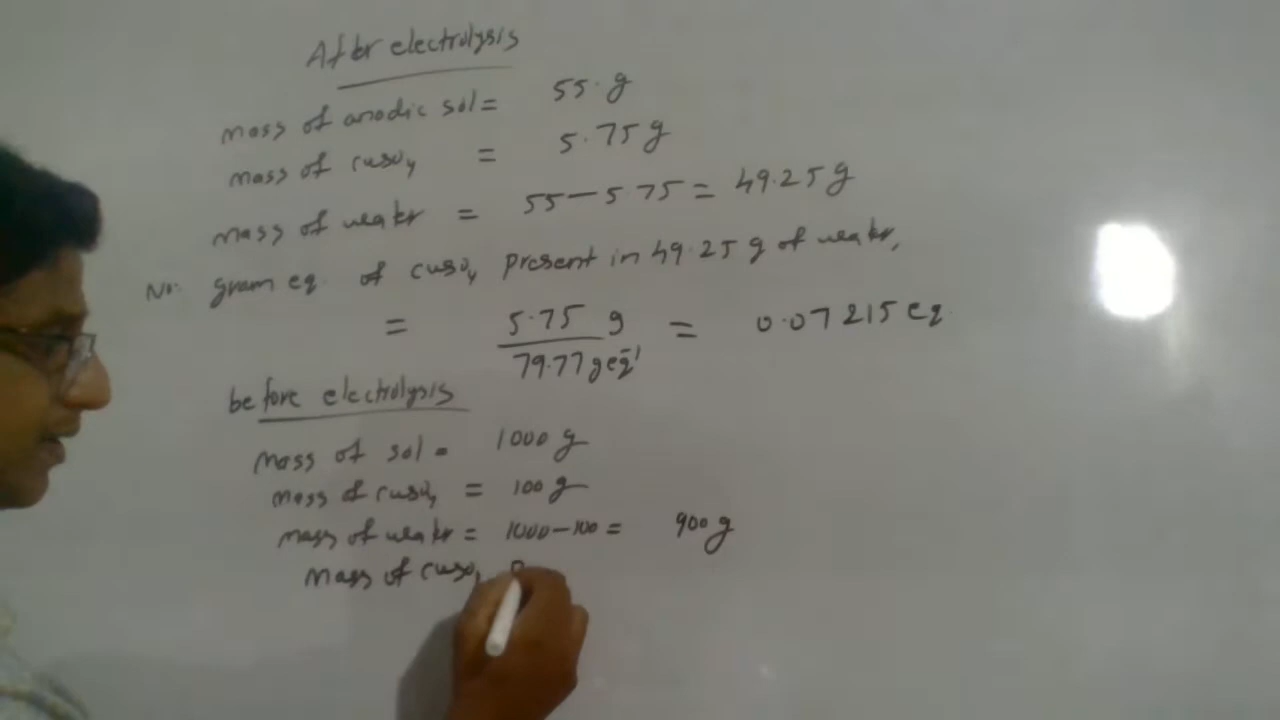 After electrolysis
mass of anodic sol = 55. g
mass of CuSO4 = 5.75 g
mass of water = 55 - 5.75 = 49.25 g
No. gram eq. of CuSO4 present in 49.25 g of water,
= 5.75 g / 79.77 g eq⁻¹ = 0.07215 eq
before electrolysis
mass of sol = 1000 g
mass of CuSO4 = 100 g
mass of water = 1000 - 100 = 900 g
mass of CuSO4